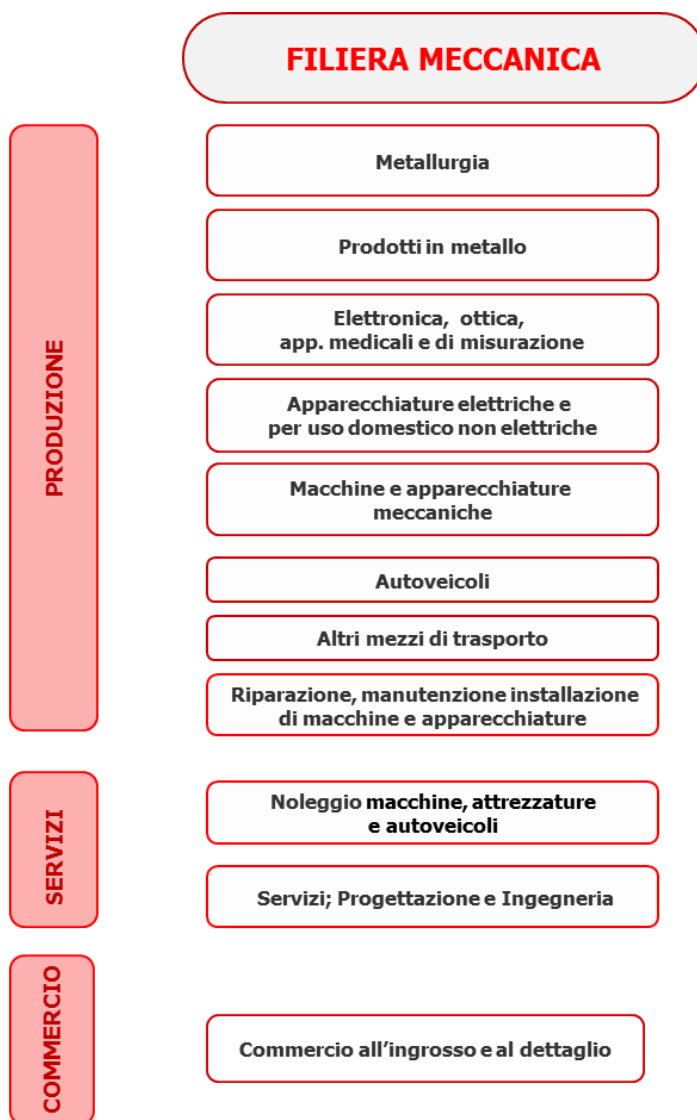 FILIERA MECCANICA
PRODUZIONE
Metallurgia
Prodotti in metallo
Elettronica, ottica,
app. medicali e di misurazione
Apparecchiature elettriche e
per uso domestico non elettriche
Macchine e apparecchiature
meccaniche
Autoveicoli
Altri mezzi di trasporto
Riparazione, manutenzione installazione
di macchine e apparecchiature
SERVIZI
Noleggio macchine, attrezzature
e autoveicoli
Servizi; Progettazione e Ingegneria
COMMERCIO
Commercio all’ingrosso e al dettaglio